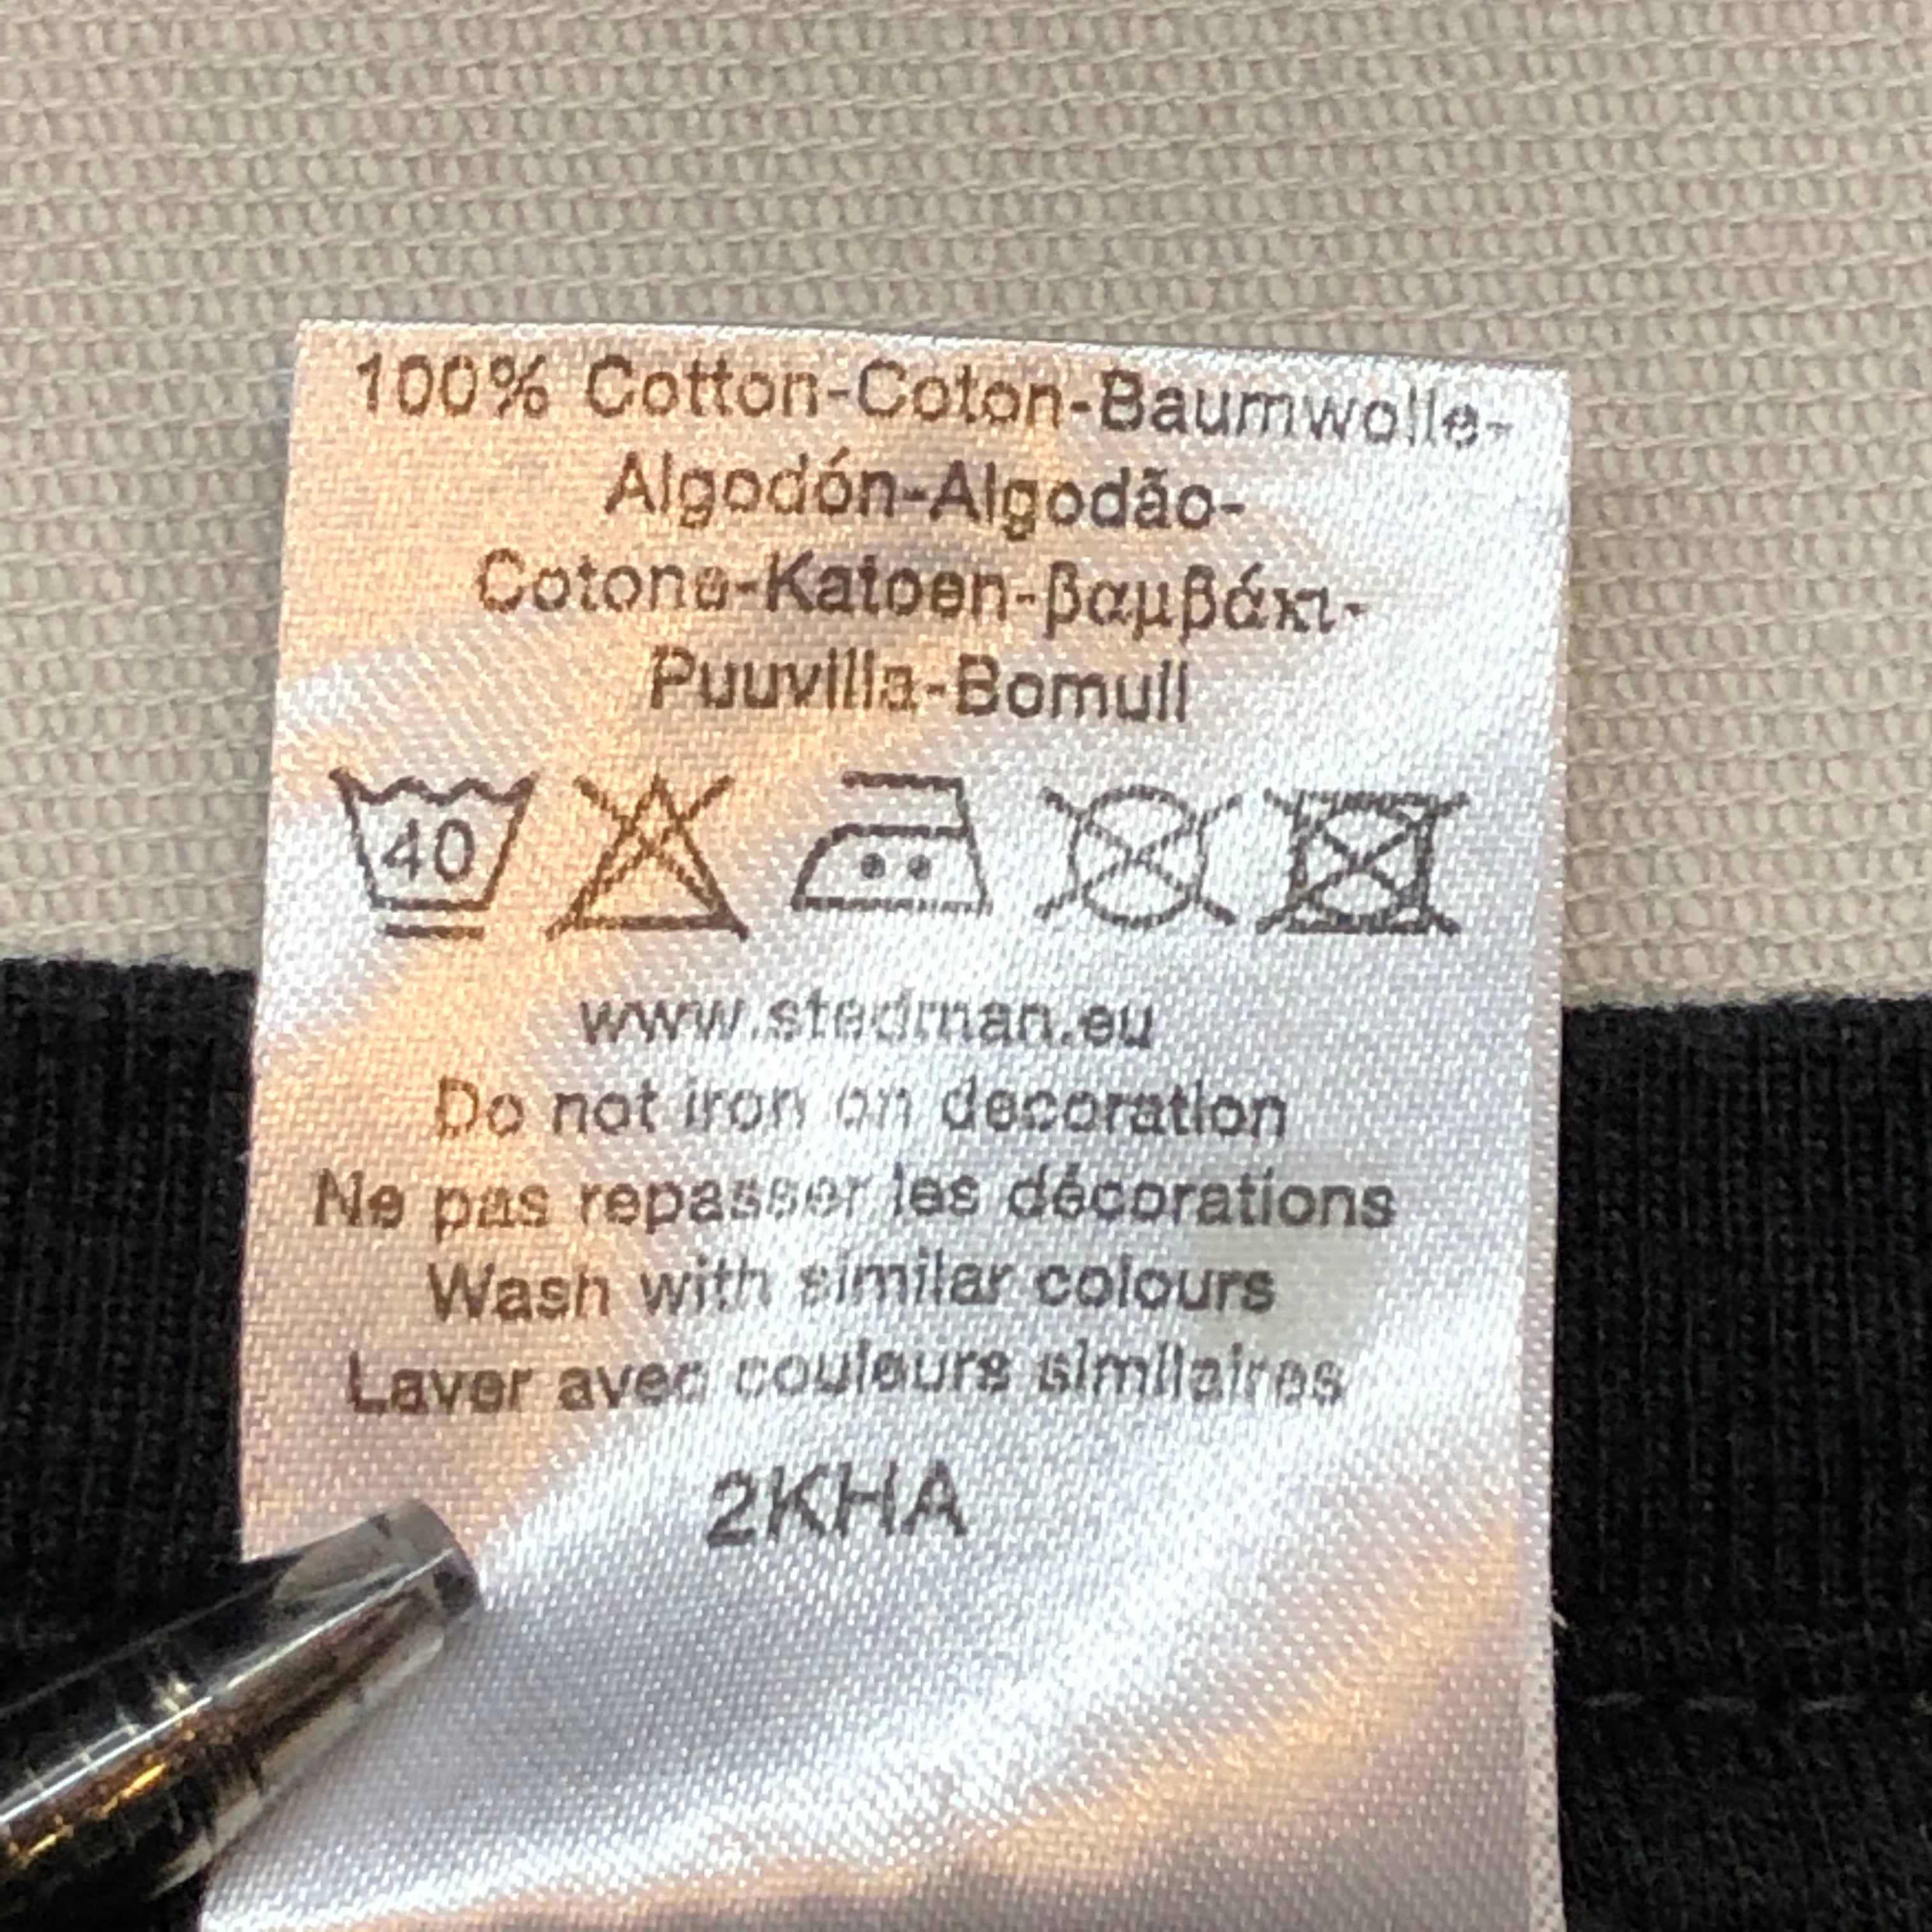 100% Cotton-Coton-Baumwolle-
Algodón-Algodão-
Cotone-Katoen-βαμβάκι-
Puuvilla-Bomull
40
www.stedman.eu
Do not iron on decoration
Ne pas repasser les décorations
Wash with similar colours
Laver avec couleurs similaires
2KHA